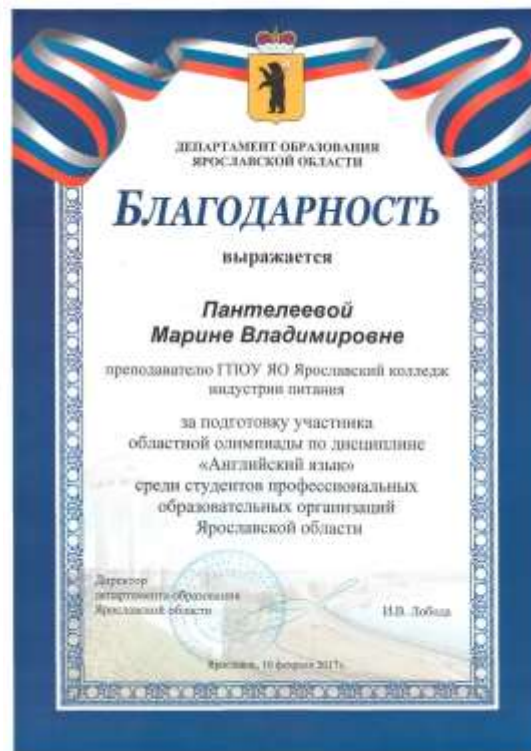 ДЕПАРТАМЕНТ ОБРАЗОВАНИЯ
ЯРОСЛАВСКОЙ ОБЛАСТИ
БЛАГОДАРНОСТЬ
выражается
Пантелеевой
Марине Владимировне
преподавателю ГПОУ ЯО Ярославский колледж
индустрии питания
за подготовку участника
областной олимпиады по дисциплине
«Английский язык»
среди студентов профессиональных
образовательных организаций
Ярославской области
Директор
департамента образования
Ярославской области
И.В. Лобода
Ярославль, 10 февраля 2017г.